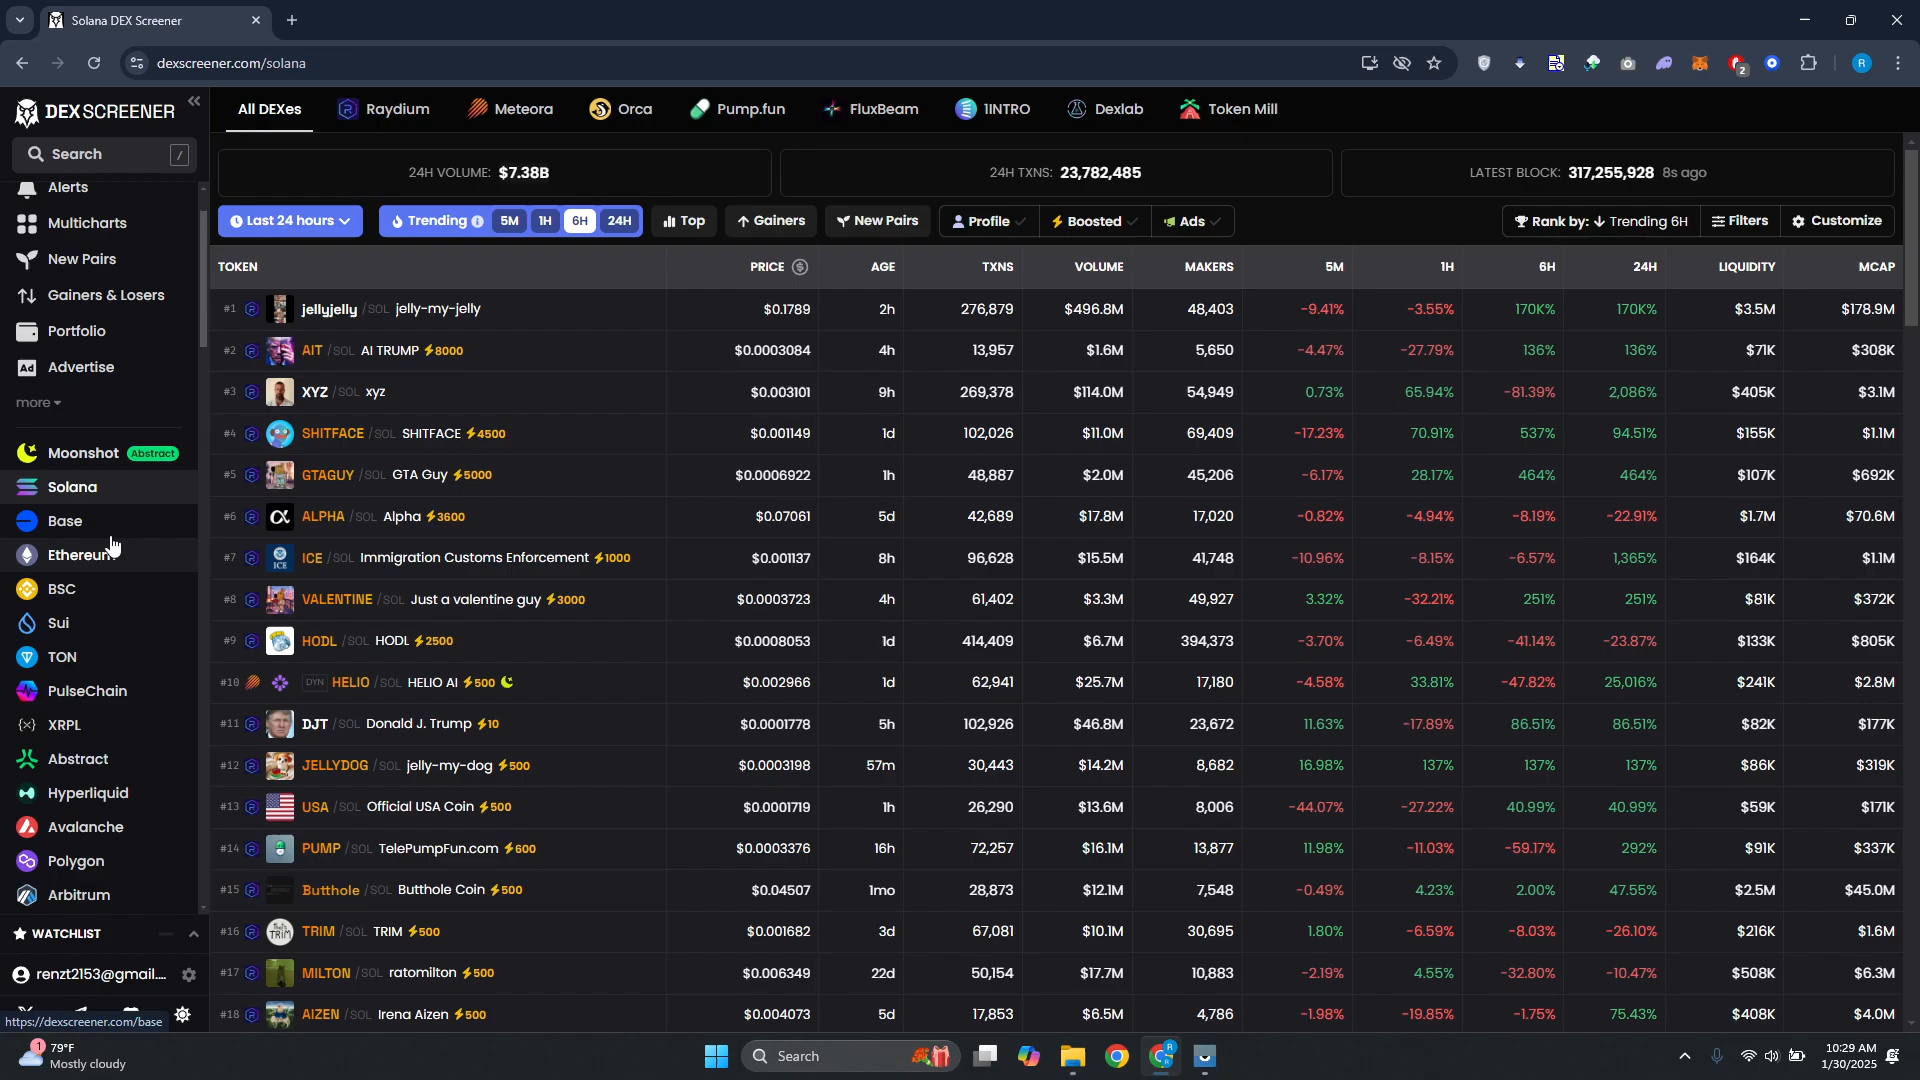 Solana DEX Screener
dexscreener.com/solana
2
R
DEX SCREENER
Search /
Alerts
Multicharts
New Pairs
Gainers & Losers
Portfolio
Ad Advertise
more
Moonshot Abstract
Solana
Base
Ethereum
BSC
Sui
TON
PulseChain
XRPL
Abstract
Hyperliquid
Avalanche
Polygon
Arbitrum
WATCHLIST
renzt2153@gmail....
https://dexscreener.com/base
All DEXes Raydium Meteora Orca Pump.fun FluxBeam 1INTRO Dexlab Token Mill
24H VOLUME: $7.38B 24H TXNS: 23,782,485 LATEST BLOCK: 317,255,928 8s ago
Last 24 hours Trending 5M 1H 6H 24H Top Gainers New Pairs Profile Boosted Ads Rank by: Trending 6H Filters Customize
TOKEN PRICE AGE TXNS VOLUME MAKERS 5M 1H 6H 24H LIQUIDITY MCAP
#1 jellyjelly /SOL jelly-my-jelly $0.1789 2h 276,879 $496.8M 48,403 -9.41% -3.55% 170K% 170K% $3.5M $178.9M
#2 AIT /SOL AI TRUMP 8000 $0.0003084 4h 13,957 $1.6M 5,650 -4.47% -27.79% 136% 136% $71K $308K
#3 XYZ /SOL xyz $0.003101 9h 269,378 $114.0M 54,949 0.73% 65.94% -81.39% 2,086% $405K $3.1M
#4 SHITFACE /SOL SHITFACE 4500 $0.001149 1d 102,026 $11.0M 69,409 -17.23% 70.91% 537% 94.51% $155K $1.1M
#5 GTAGUY /SOL GTA Guy 5000 $0.0006922 1h 48,887 $2.0M 45,206 -6.17% 28.17% 464% 464% $107K $692K
#6 ALPHA /SOL Alpha 3600 $0.07061 5d 42,689 $17.8M 17,020 -0.82% -4.94% -8.19% -22.91% $1.7M $70.6M
#7 ICE ICE /SOL Immigration Customs Enforcement 1000 $0.001137 8h 96,628 $15.5M 41,748 -10.96% -8.15% -6.57% 1,365% $164K $1.1M
#8 VALENTINE /SOL Just a valentine guy 3000 $0.0003723 4h 61,402 $3.3M 49,927 3.32% -32.21% 251% 251% $81K $372K
#9 HODL /SOL HODL 2500 $0.0008053 1d 414,409 $6.7M 394,373 -3.70% -6.49% -41.14% -23.87% $133K $805K
#10 DYN HELIO /SOL HELIO AI 500 $0.002966 1d 62,941 $25.7M 17,180 -4.58% 33.81% -47.82% 25,016% $241K $2.8M
#11 DJT /SOL Donald J. Trump 10 $0.0001778 5h 102,926 $46.8M 23,672 11.63% -17.89% 86.51% 86.51% $82K $177K
#12 JELLYDOG /SOL jelly-my-dog 500 $0.0003198 57m 30,443 $14.2M 8,682 16.98% 137% 137% 137% $86K $319K
#13 USA /SOL Official USA Coin 500 $0.0001719 1h 26,290 $13.6M 8,006 -44.07% -27.22% 40.99% 40.99% $59K $171K
#14 PUMP /SOL TelePumpFun.com 600 $0.0003376 16h 72,257 $16.1M 13,877 11.98% -11.03% -59.17% 292% $91K $337K
#15 Butthole /SOL Butthole Coin 500 $0.04507 1mo 28,873 $12.1M 7,548 -0.49% 4.23% 2.00% 47.55% $2.5M $45.0M
#16 TRIM /SOL TRIM 500 $0.001682 3d 67,081 $10.1M 30,695 1.80% -6.59% -8.03% -26.10% $216K $1.6M
#17 MILTON /SOL ratomilton 500 $0.006349 22d 50,154 $17.7M 10,883 -2.19% 4.55% -32.80% -10.47% $508K $6.3M
#18 AIZEN /SOL Irena Aizen 500 $0.004073 5d 17,853 $6.5M 4,786 -1.98% -19.85% -1.75% 75.43% $408K $4.0M
1
79°F
Mostly cloudy
Search
10:29 AM
1/30/2025